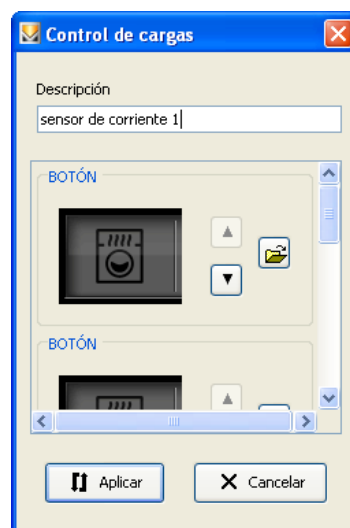 Control de cargas
Descripción
sensor de corriente 1
BOTÓN
BOTÓN
Aplicar
Cancelar